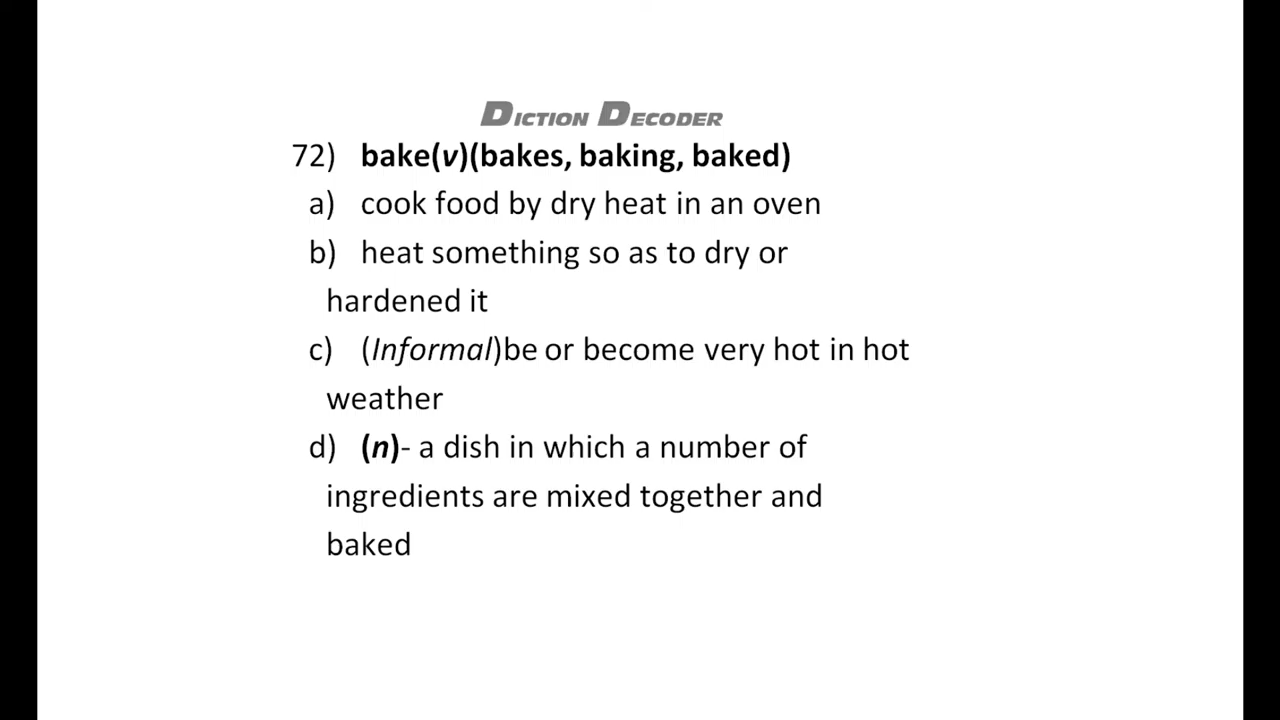 DICTION DECODER
72) bake(v)(bakes, baking, baked)
a) cook food by dry heat in an oven
b) heat something so as to dry or
hardened it
c) (Informal)be or become very hot in hot
weather
d) (n)- a dish in which a number of
ingredients are mixed together and
baked